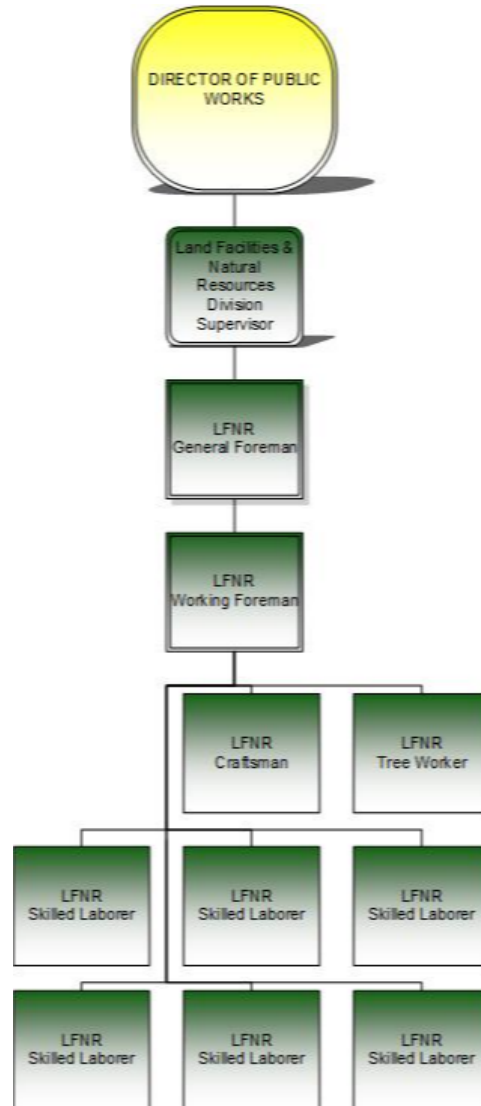 DIRECTOR OF PUBLIC
WORKS
Land Facilities &
Natural
Resources
Division
Supervisor
LFNR
General Foreman
LFNR
Working Foreman
LFNR
Craftsman
LFNR
Tree Worker
LFNR
Skilled Laborer
LFNR
Skilled Laborer
LFNR
Skilled Laborer
LFNR
Skilled Laborer
LFNR
Skilled Laborer
LFNR
Skilled Laborer